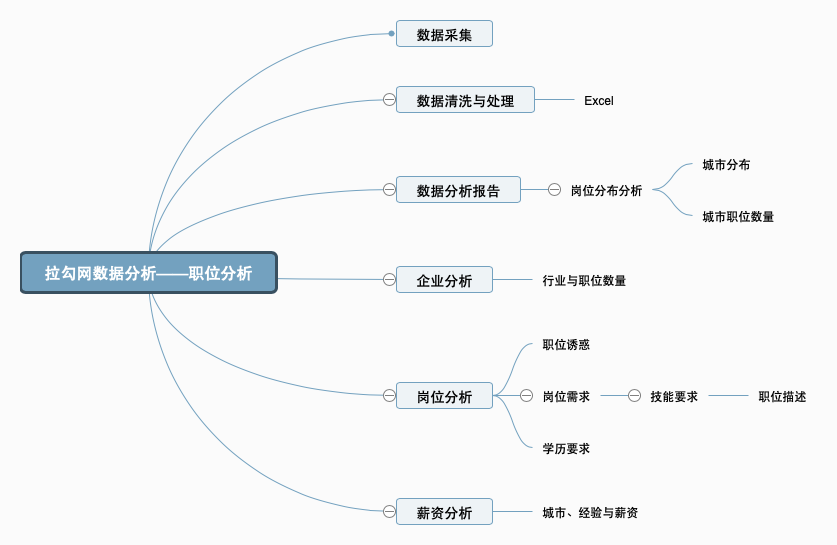 数据采集
数据清洗与处理
Excel
数据分析报告
岗位分布分析
城市分布
城市职位数量
拉勾网数据分析——职位分析
企业分析
行业与职位数量
岗位分析
职位诱惑
岗位需求
技能要求
职位描述
学历要求
薪资分析
城市、经验与薪资